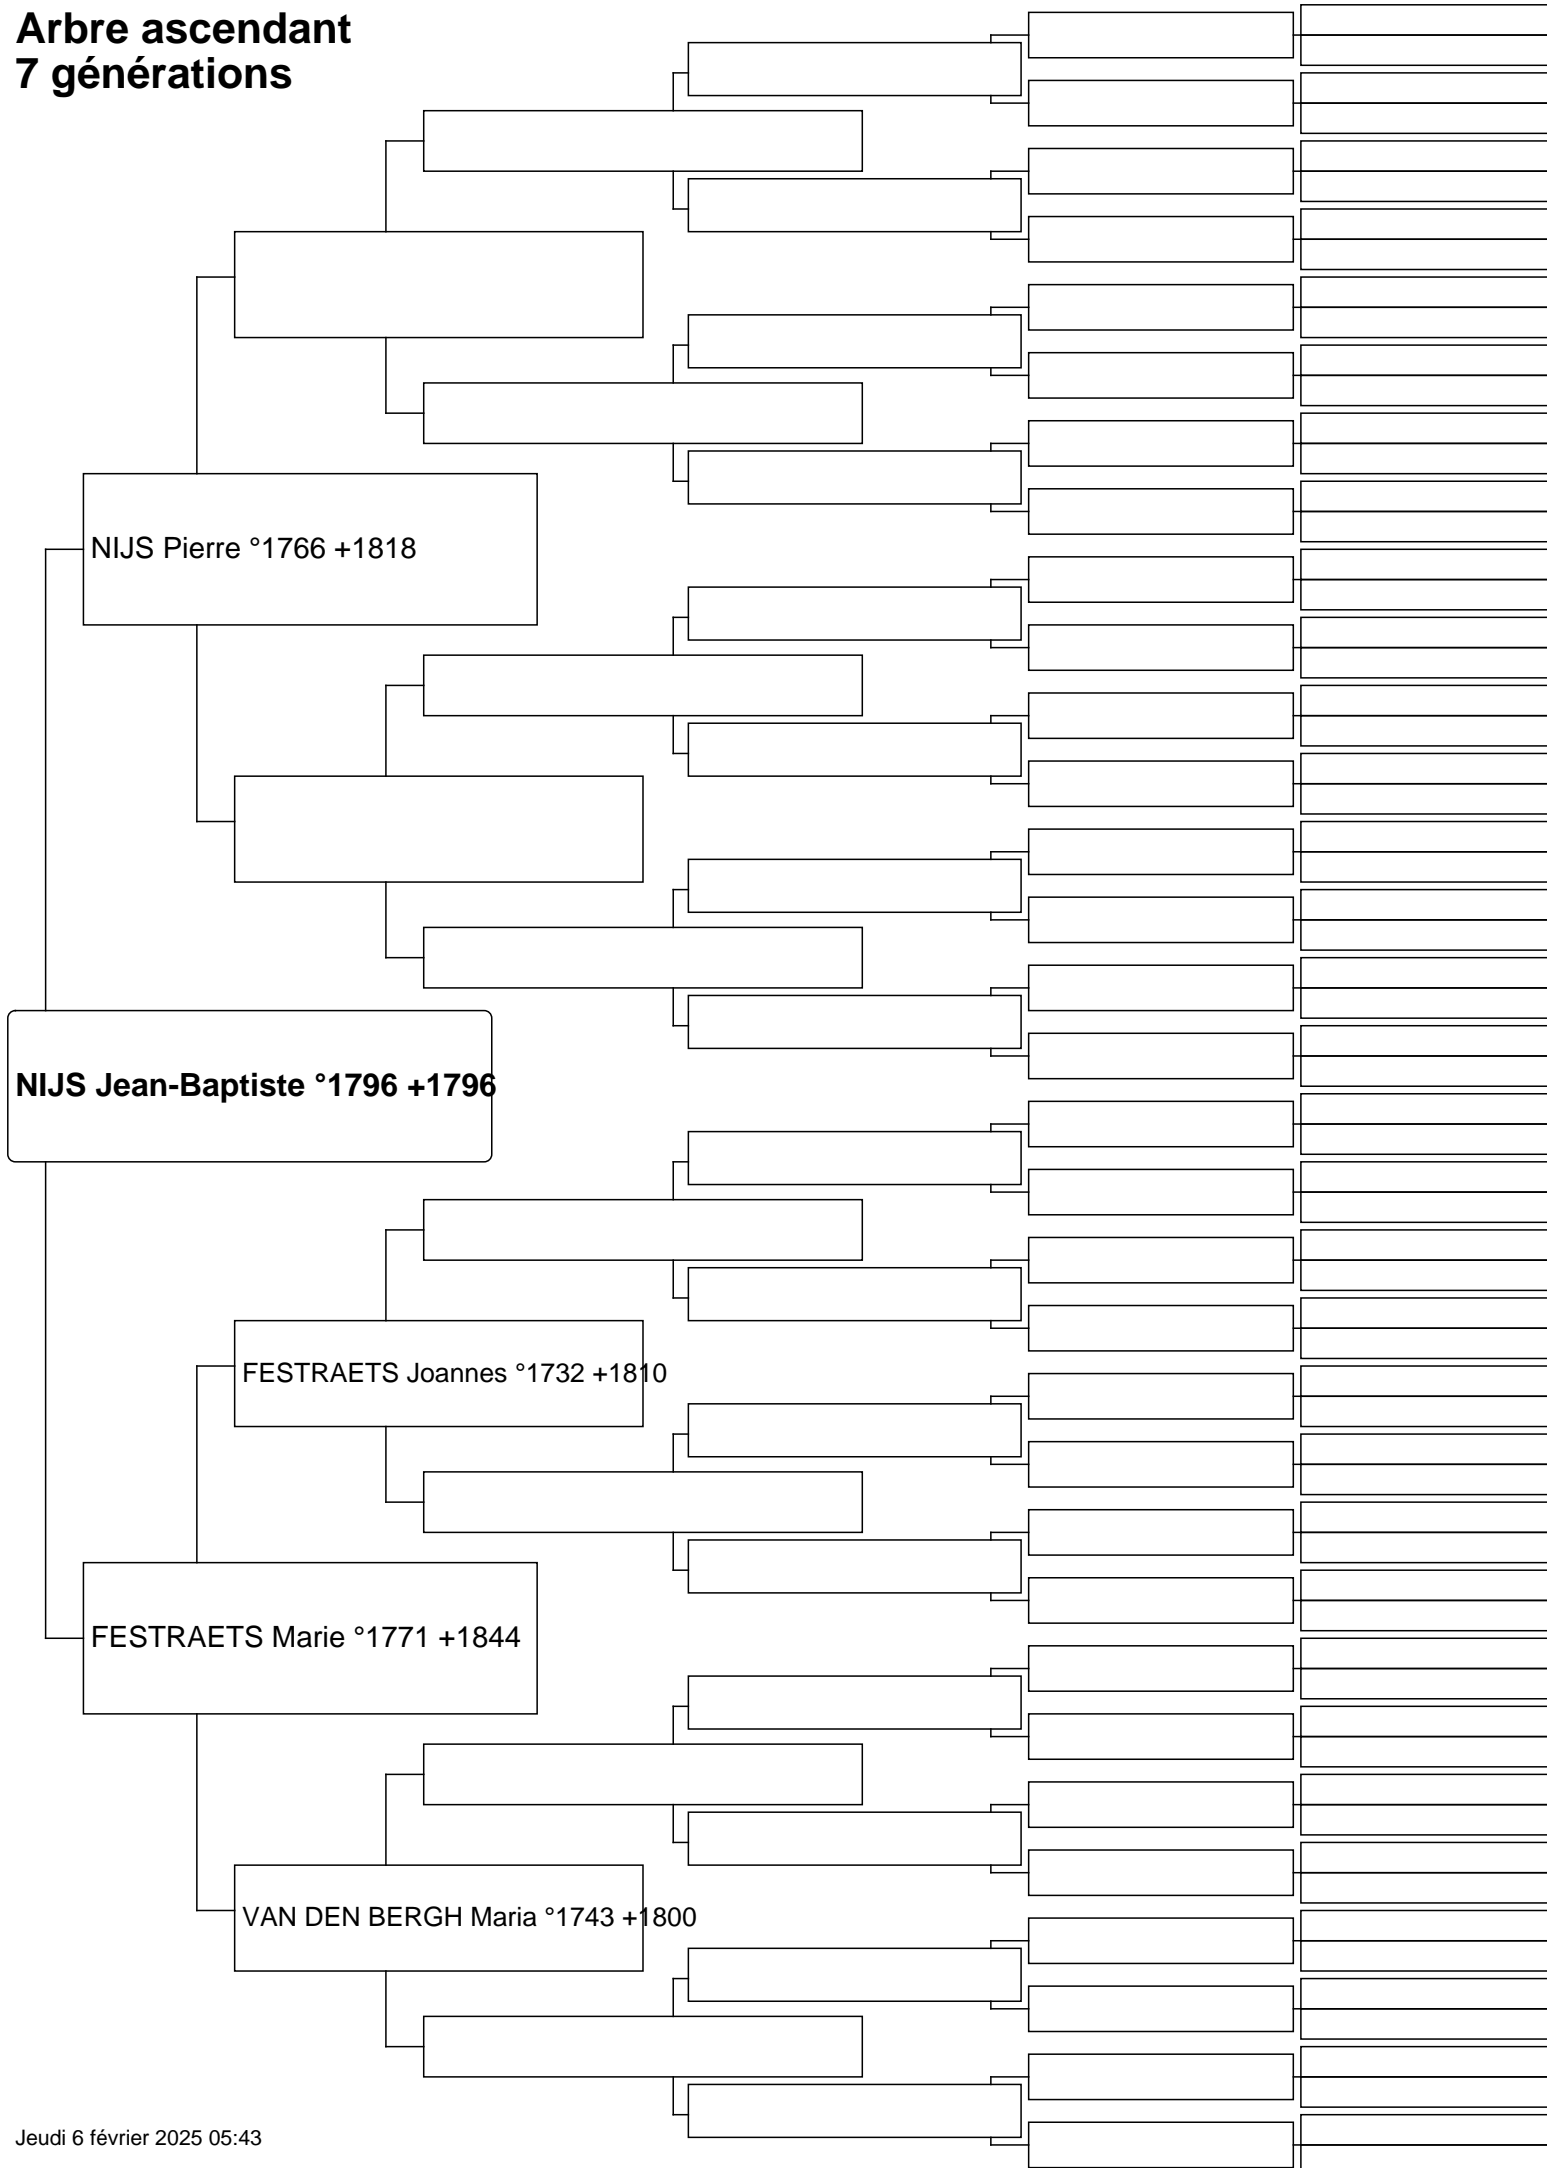 Arbre ascendant
7 générations
NIJS Pierre °1766 +1818
NIJS Jean-Baptiste °1796 +1796
FESTRAETS Joannes °1732 +1810
FESTRAETS Marie °1771 +1844
VAN DEN BERGH Maria °1743 +1800
Jeudi 6 février 2025 05:43